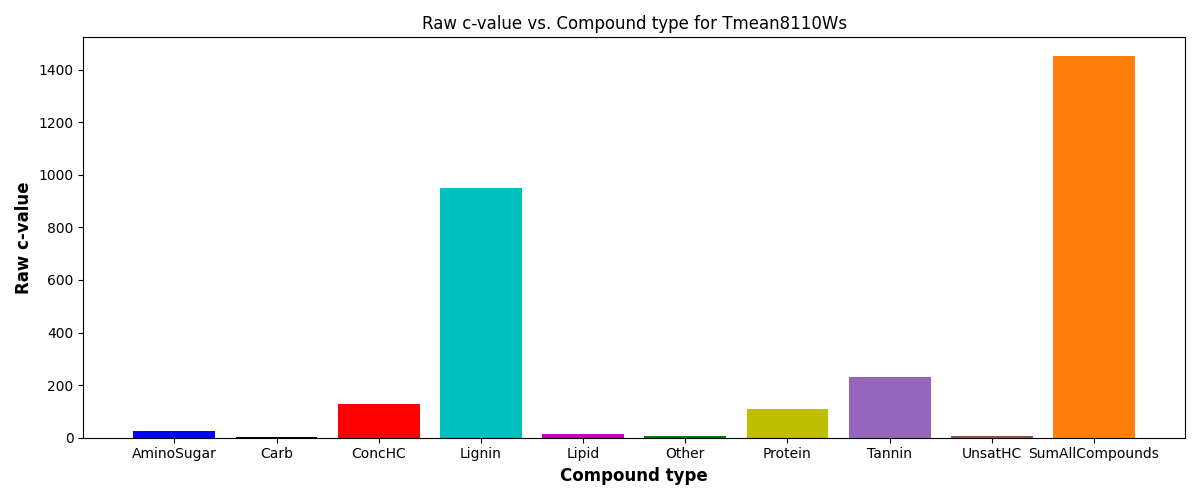 Raw c-value vs. Compound type for Tmean8110Ws
1400
1200
1000
800
600
400
200
0
Raw c-value
AminoSugar Carb ConcHC Lignin Lipid Other Protein Tannin UnsatHC SumAllCompounds
Compound type